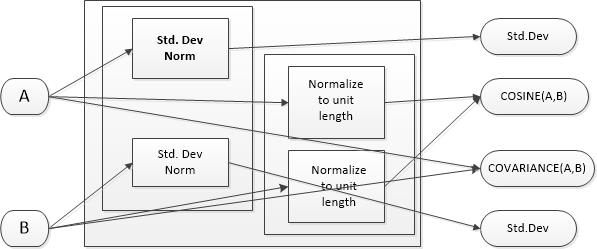 Std. Dev
Norm
Std.Dev
A
Normalize
to unit
length
COSINE(A,B)
Std. Dev
Norm
Normalize
to unit
length
COVARIANCE(A,B)
B
Std.Dev